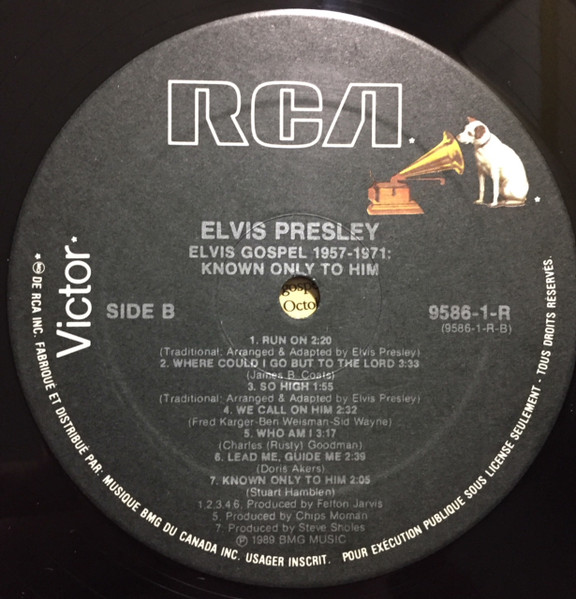 RCA
Victor
ELVIS PRESLEY
ELVIS GOSPEL 1957-1971:
KNOWN ONLY TO HIM
SIDE B
9586-1-R
(9586-1-R-B)
1. RUN ON 2:20
(Traditional: Arranged & Adapted by Elvis Presley)
2. WHERE COULD I GO BUT TO THE LORD 3:33
(James B. Coats)
3. SO HIGH 1:55
(Traditional: Arranged & Adapted by Elvis Presley)
4. WE CALL ON HIM 2:32
(Fred Karger-Ben Weisman-Sid Wayne)
5. WHO AM I 3:17
(Charles (Rusty) Goodman)
6. LEAD ME, GUIDE ME 2:39
(Doris Akers)
7. KNOWN ONLY TO HIM 2:05
(Stuart Hamblen)
1,2,3,4,6, Produced by Felton Jarvis
5: Produced by Chips Moman
7: Produced by Steve Sholes
℗ 1989 BMG MUSIC
* ® DE RCA INC. FABRIQUÉ ET DISTRIBUÉ PAR: MUSIQUE BMG DU CANADA INC. USAGER INSCRIT. POUR EXÉCUTION PUBLIQUE SOUS LICENSE SEULEMENT - TOUS DROITS RÉSERVÉS.
Octo